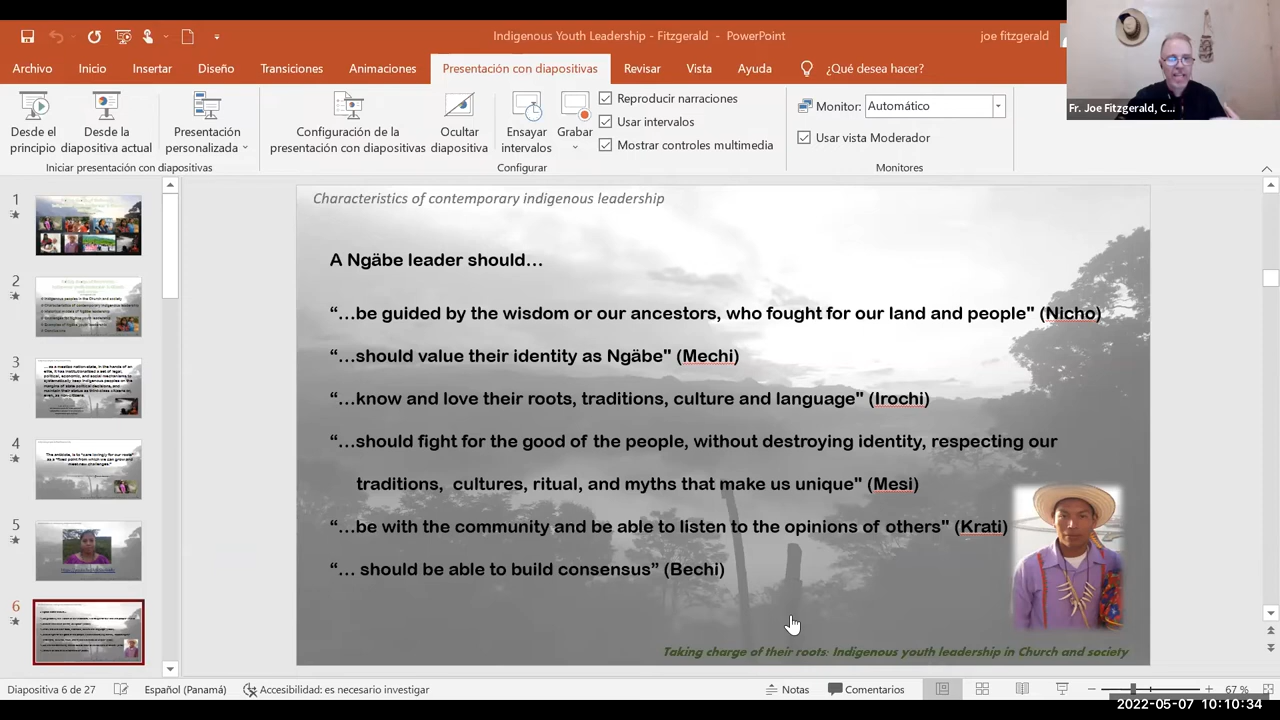 Indigenous Youth Leadership - Fitzgerald - PowerPoint
joe fitzgerald
Archivo Inicio Insertar Diseño Transiciones Animaciones Presentación con diapositivas Revisar Vista Ayuda ¿Qué desea hacer?
Fr. Joe Fitzgerald, C...
Desde el principio
Desde la diapositiva actual
Presentación personalizada
Iniciar presentación con diapositivas
Configuración de la presentación con diapositivas
Ocultar diapositiva
Ensayar intervalos
Grabar
Reproducir narraciones
Usar intervalos
Mostrar controles multimedia
Configurar
Monitor: Automático
Usar vista Moderador
Monitores
1
2
3
4
5
6
Characteristics of contemporary indigenous leadership
A Ngäbe leader should…
“…be guided by the wisdom or our ancestors, who fought for our land and people" (Nicho)
“…should value their identity as Ngäbe" (Mechi)
“…know and love their roots, traditions, culture and language" (Irochi)
“…should fight for the good of the people, without destroying identity, respecting our
traditions, cultures, ritual, and myths that make us unique" (Mesi)
“…be with the community and be able to listen to the opinions of others" (Krati)
“… should be able to build consensus” (Bechi)
Taking charge of their roots: Indigenous youth leadership in Church and society
Diapositiva 6 de 27 Español (Panamá) Accesibilidad: es necesario investigar Notas Comentarios 67 %
2022-05-07 10:10:34